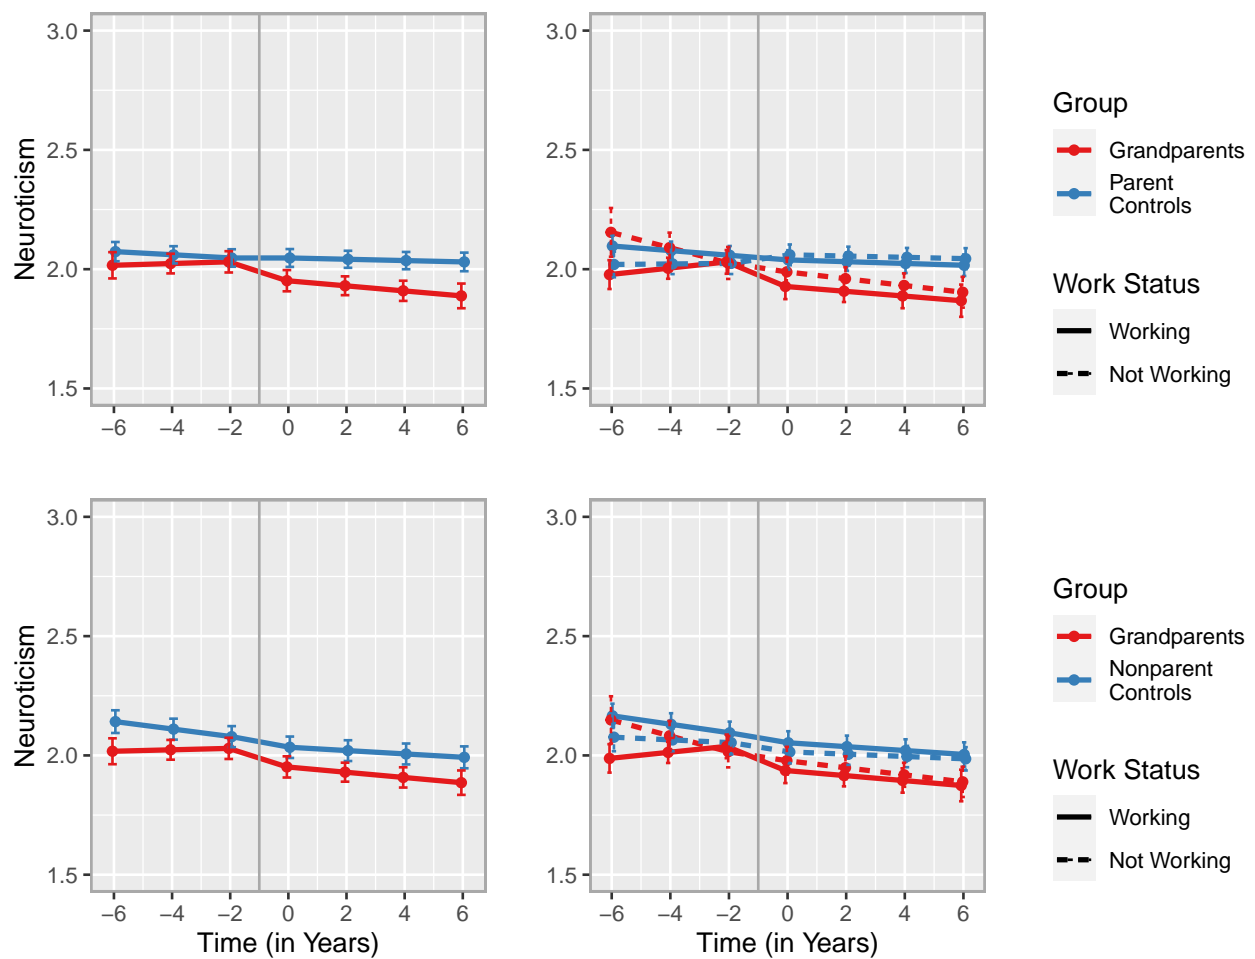 3.0
2.5
2.0
1.5
Neuroticism
−6 −4 −2 0 2 4 6
3.0
2.5
2.0
1.5
−6 −4 −2 0 2 4 6
Group
Grandparents
Parent
Controls
Work Status
Working
Not Working
3.0
2.5
2.0
1.5
Neuroticism
−6 −4 −2 0 2 4 6
Time (in Years)
3.0
2.5
2.0
1.5
−6 −4 −2 0 2 4 6
Time (in Years)
Group
Grandparents
Nonparent
Controls
Work Status
Working
Not Working